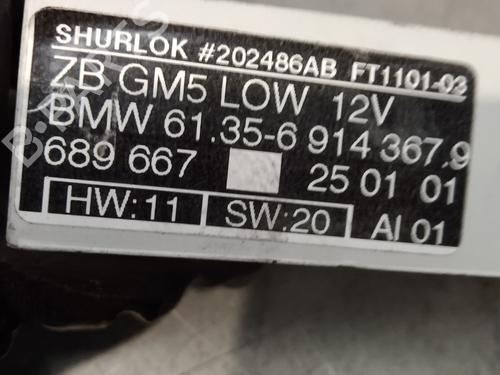 SHURLOK #202486AB FT1101-03
ZB GM5 LOW 12V
BMW 61.35-6 914 367.9
689 667 25 01 01
HW:11 SW:20 AI 01